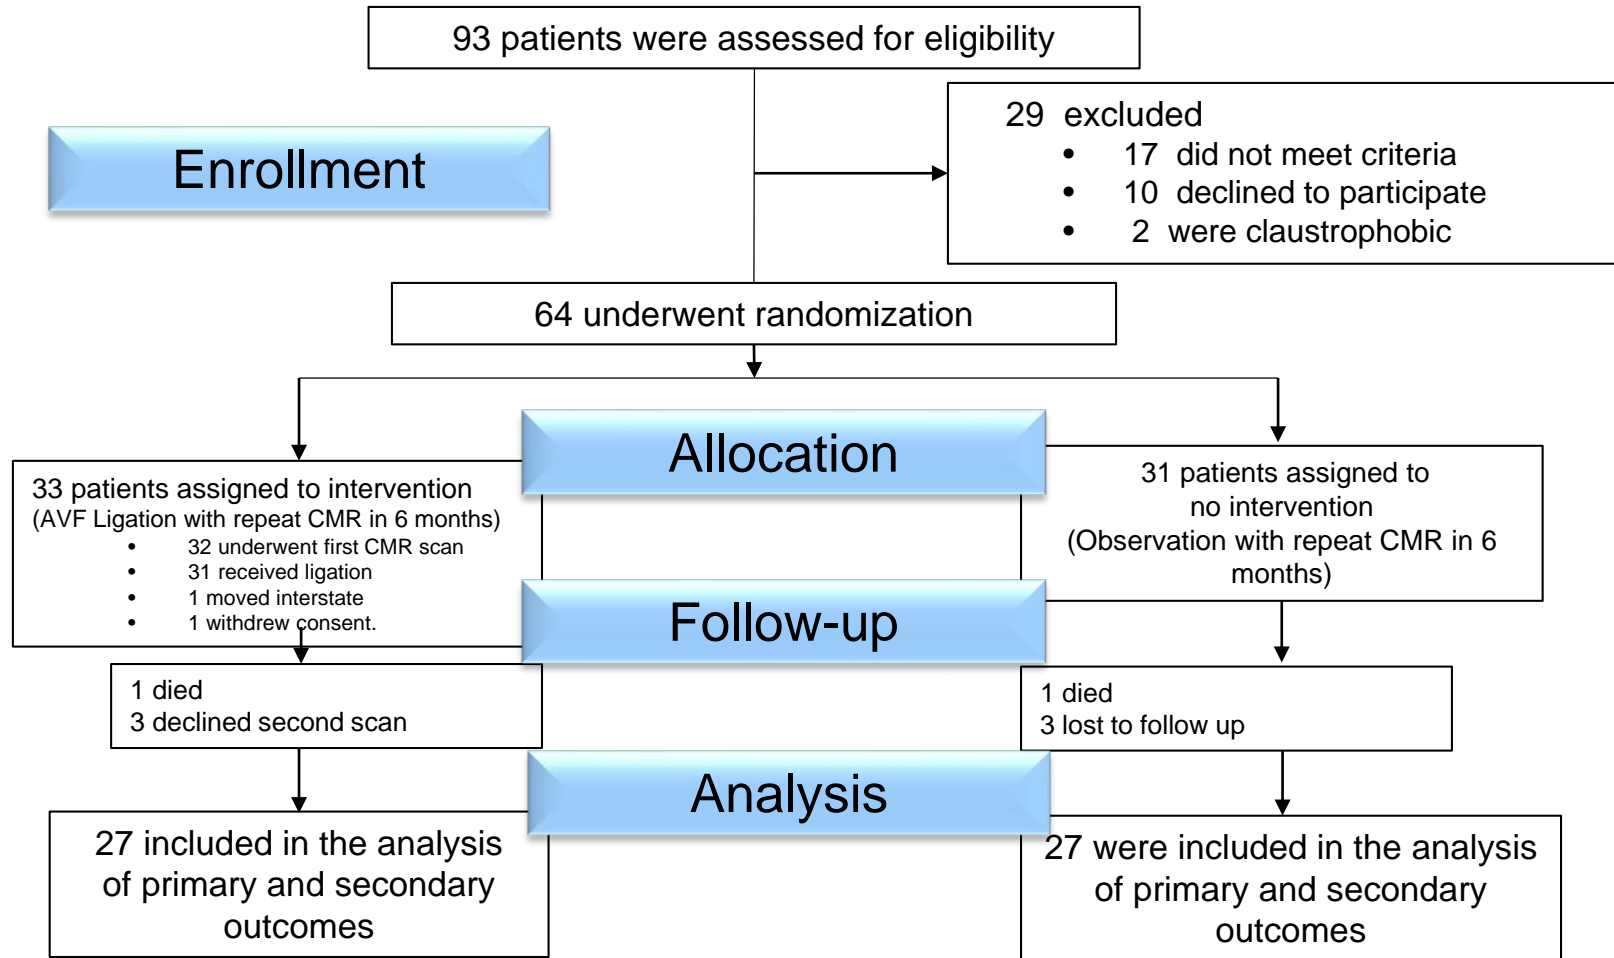 93 patients were assessed for eligibility
29 excluded
• 17 did not meet criteria
• 10 declined to participate
• 2 were claustrophobic
Enrollment
64 underwent randomization
Allocation
33 patients assigned to intervention
(AVF Ligation with repeat CMR in 6 months)
• 32 underwent first CMR scan
• 31 received ligation
• 1 moved interstate
• 1 withdrew consent.
31 patients assigned to
no intervention
(Observation with repeat CMR in 6
months)
Follow-up
1 died
3 declined second scan
1 died
3 lost to follow up
Analysis
27 included in the analysis
of primary and secondary
outcomes
27 were included in the analysis
of primary and secondary
outcomes